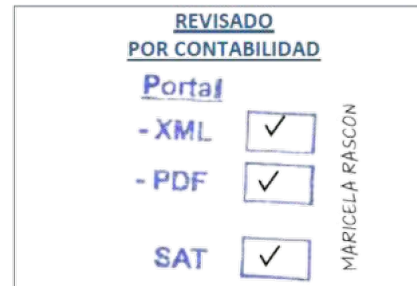 REVISADO
POR CONTABILIDAD
Portal
- XML ✓
- PDF ✓
SAT ✓
MARICELA RASCON